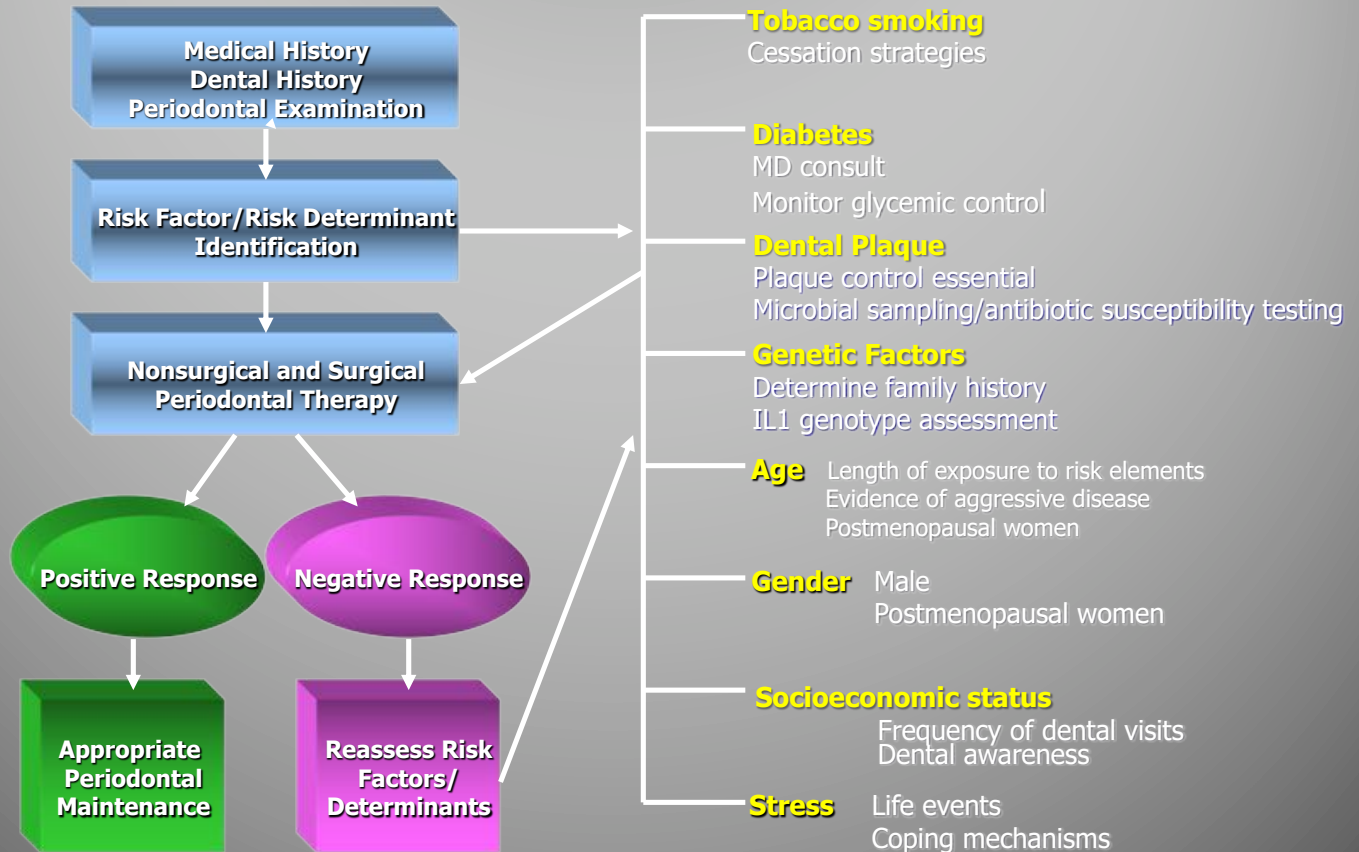 Medical History
Dental History
Periodontal Examination
Risk Factor/Risk Determinant
Identification
Nonsurgical and Surgical
Periodontal Therapy
Positive Response
Negative Response
Appropriate
Periodontal
Maintenance
Reassess Risk
Factors/
Determinants
Tobacco smoking
Cessation strategies
Diabetes
MD consult
Monitor glycemic control
Dental Plaque
Plaque control essential
Microbial sampling/antibiotic susceptibility testing
Genetic Factors
Determine family history
IL1 genotype assessment
Age Length of exposure to risk elements
Evidence of aggressive disease
Postmenopausal women
Gender Male
Postmenopausal women
Socioeconomic status
Frequency of dental visits
Dental awareness
Stress Life events
Coping mechanisms